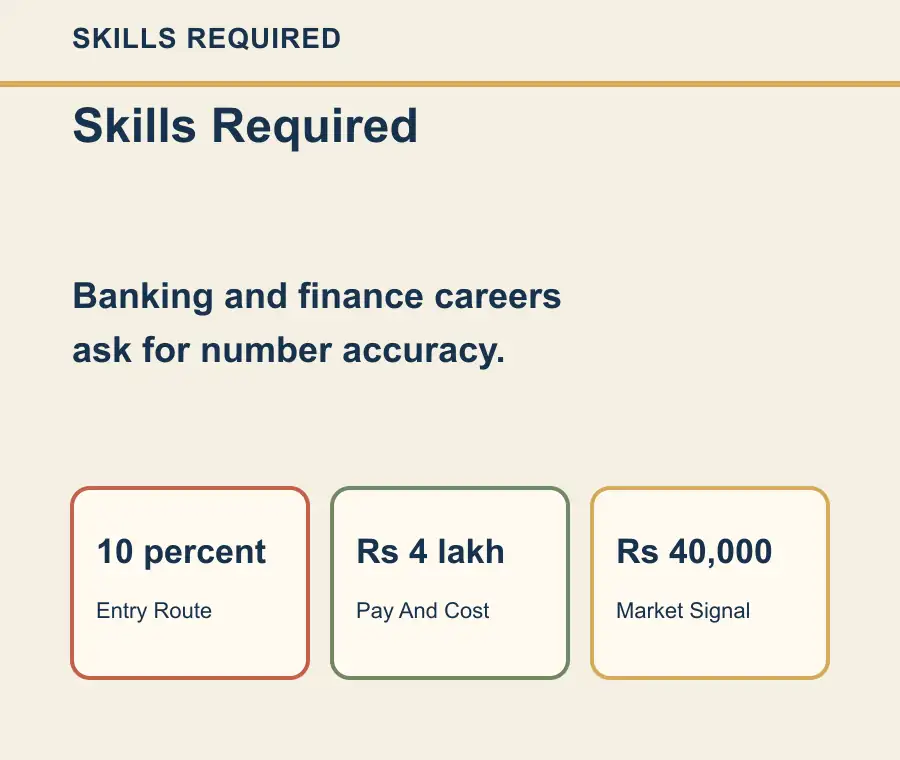 SKILLS REQUIRED
Skills Required
Banking and finance careers
ask for number accuracy.
10 percent
Entry Route
Rs 4 lakh
Pay And Cost
Rs 40,000
Market Signal